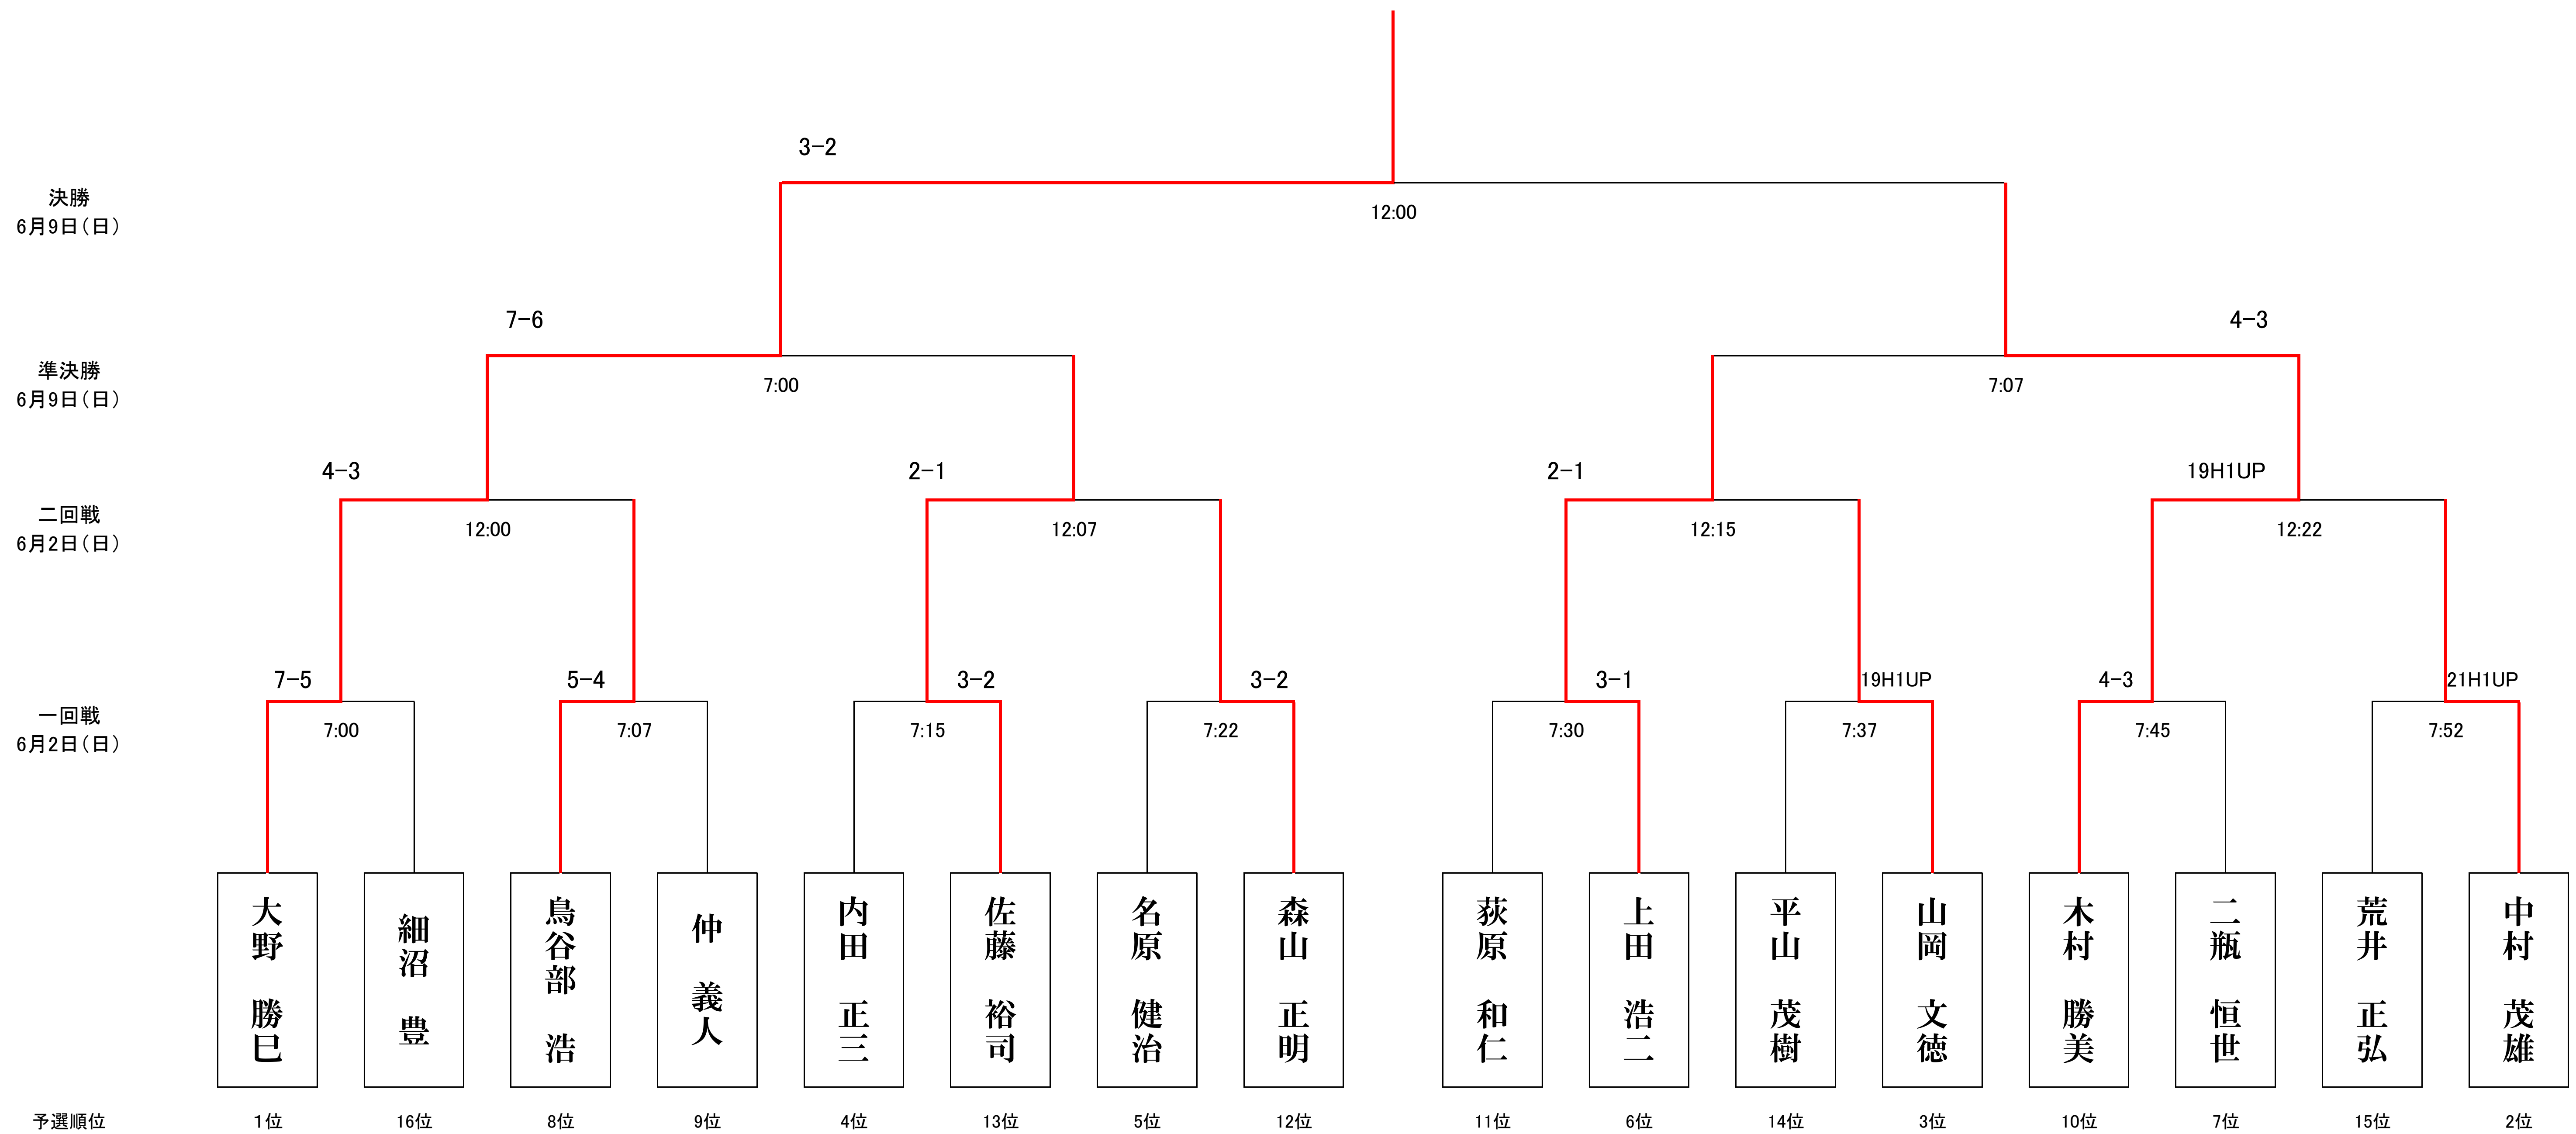 3-2
決勝
6月9日(日)
12:00
7-6
4-3
準決勝
6月9日(日)
7:00
7:07
4-3
2-1
2-1
19H1UP
二回戦
6月2日(日)
12:00
12:07
12:15
12:22
7-5
5-4
3-2
3-2
3-1
19H1UP
4-3
21H1UP
一回戦
6月2日(日)
7:00
7:07
7:15
7:22
7:30
7:37
7:45
7:52
大野 勝巳
細沼 豊
鳥谷部 浩
仲 義人
内田 正三
佐藤 裕司
名原 健治
森山 正明
荻原 和仁
上田 浩二
平山 茂樹
山岡 文徳
木村 勝美
二瓶 恒世
荒井 正弘
中村 茂雄
予選順位
1位
16位
8位
9位
4位
13位
5位
12位
11位
6位
14位
3位
10位
7位
15位
2位